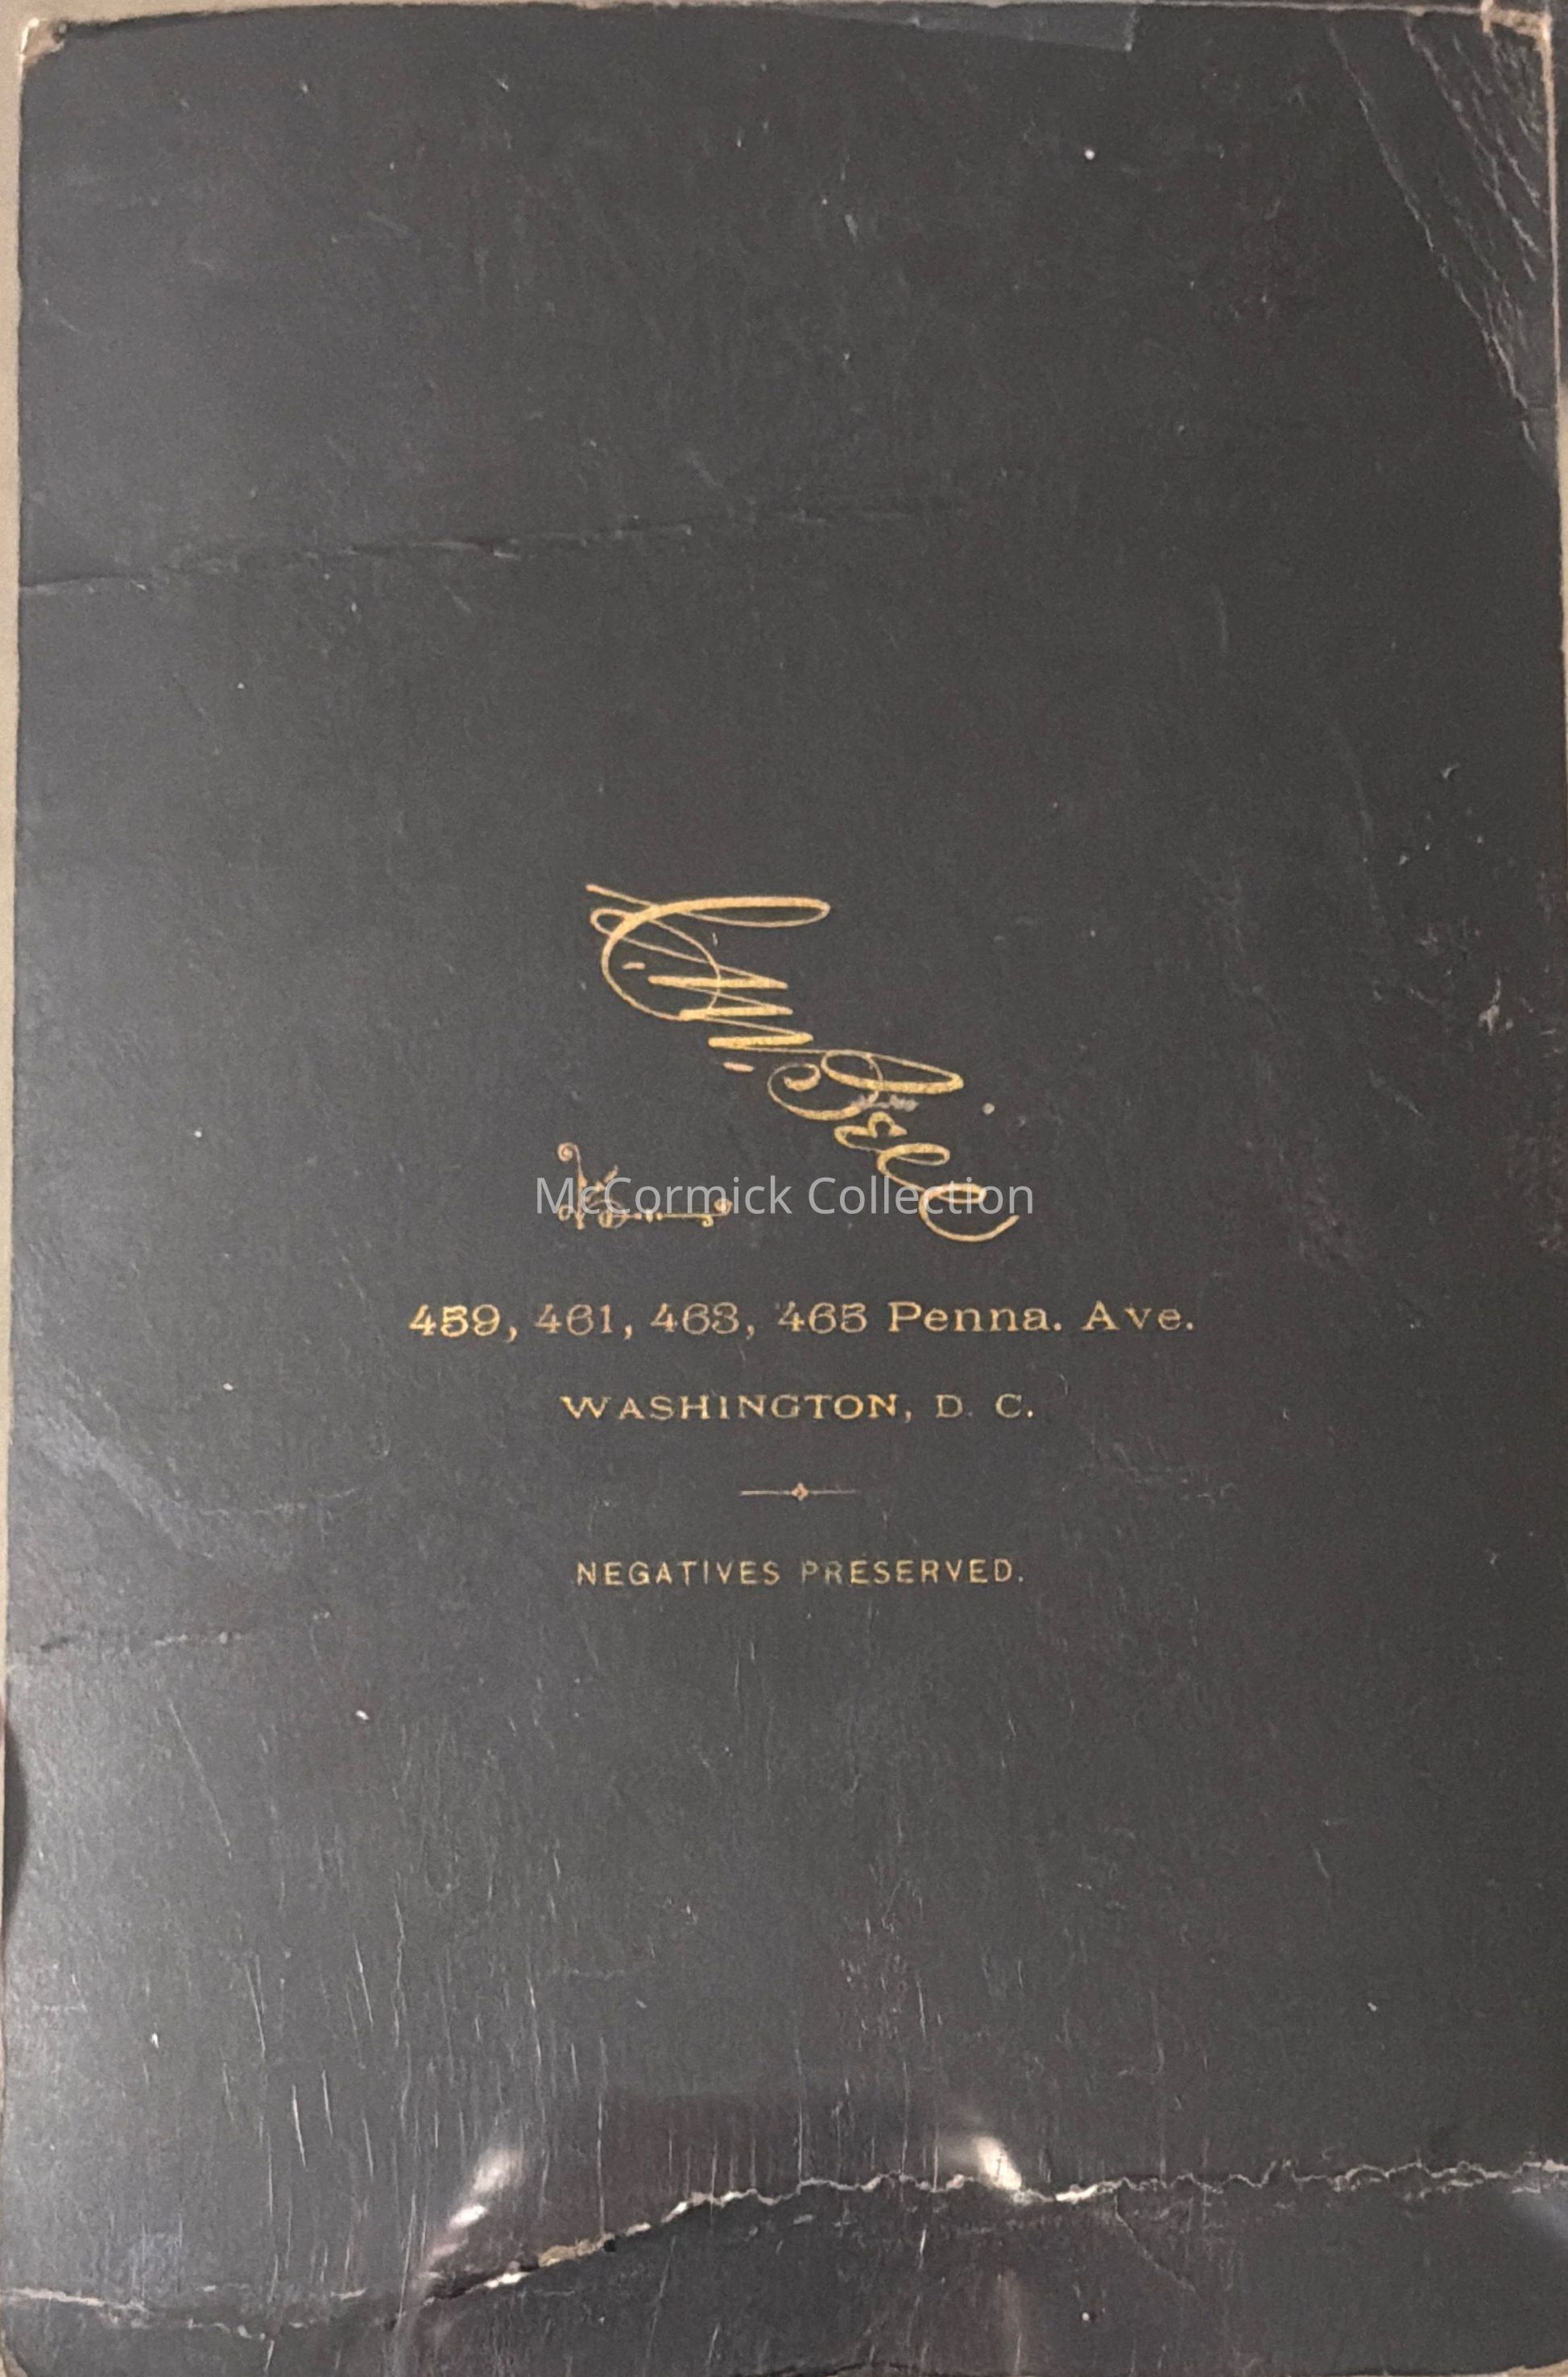 C.M. Bell
McCormick Collection
459, 461, 463, 465 Penna. Ave.
WASHINGTON, D. C.
NEGATIVES PRESERVED.